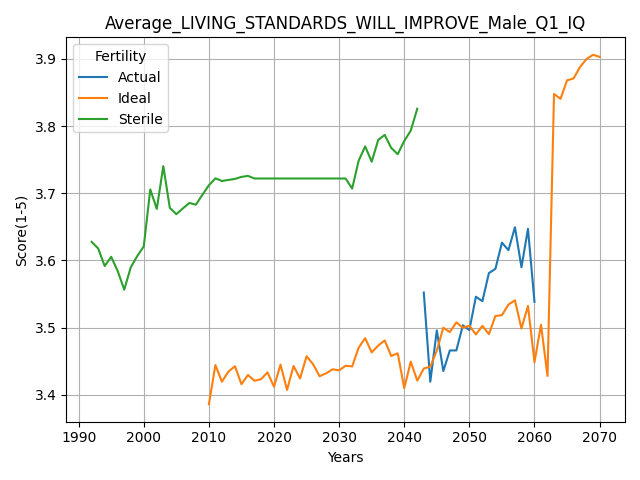 Average_LIVING_STANDARDS_WILL_IMPROVE_Male_Q1_IQ
Fertility
Actual
Ideal
Sterile
Score(1-5)
3.9
3.8
3.7
3.6
3.5
3.4
1990 2000 2010 2020 2030 2040 2050 2060 2070
Years